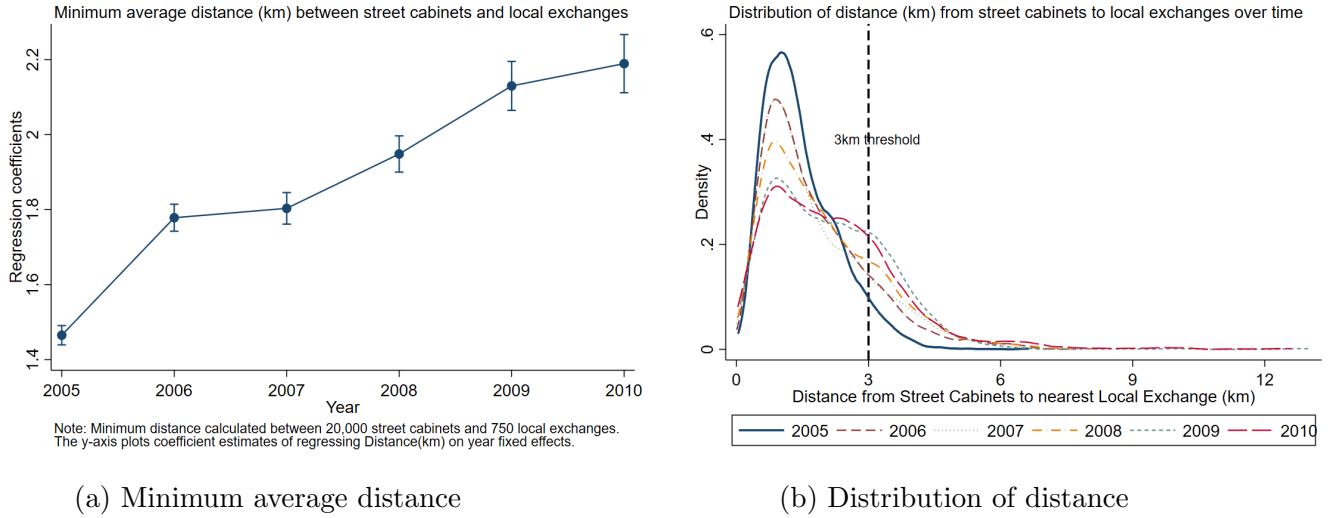 Minimum average distance (km) between street cabinets and local exchanges
Regression coefficients
2.2
2
1.8
1.6
1.4
2005 2006 2007 2008 2009 2010
Year
Note: Minimum distance calculated between 20,000 street cabinets and 750 local exchanges.
The y-axis plots coefficient estimates of regressing Distance(km) on year fixed effects.
(a) Minimum average distance
Distribution of distance (km) from street cabinets to local exchanges over time
Density
.6
.4
.2
0
3km threshold
0 3 6 9 12
Distance from Street Cabinets to nearest Local Exchange (km)
2005 2006 2007 2008 2009 2010
(b) Distribution of distance